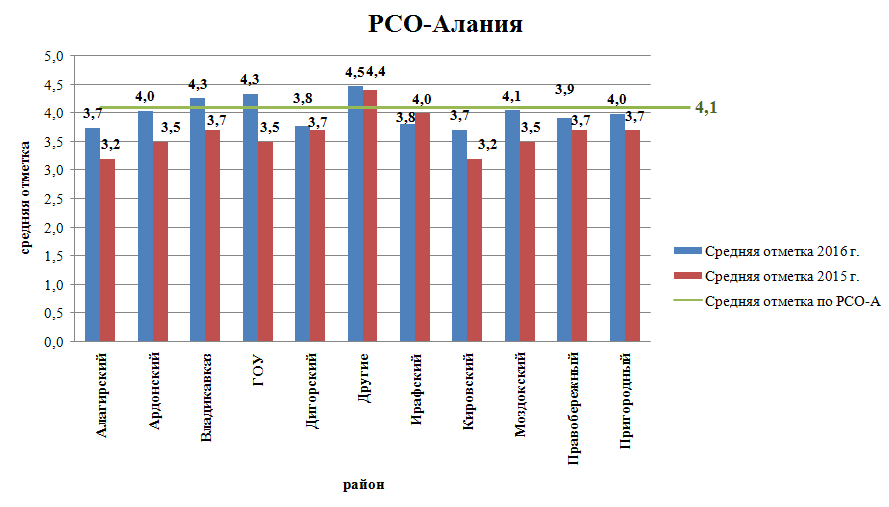 РСО-Алания
средняя отметка
5,0
4,5
4,0
3,5
3,0
2,5
2,0
1,5
1,0
0,5
0,0
3,7
3,2
4,0
3,5
4,3
3,7
4,3
3,5
3,8
3,7
4,5
4,4
3,8
4,0
3,7
3,2
4,1
3,5
3,9
3,7
4,0
3,7
4,1
Алагирский
Ардонский
Владикавказ
ГОУ
Дигорский
Другие
Ирафский
Кировский
Моздокский
Правобережный
Пригородный
район
Средняя отметка 2016 г.
Средняя отметка 2015 г.
Средняя отметка по РСО-А